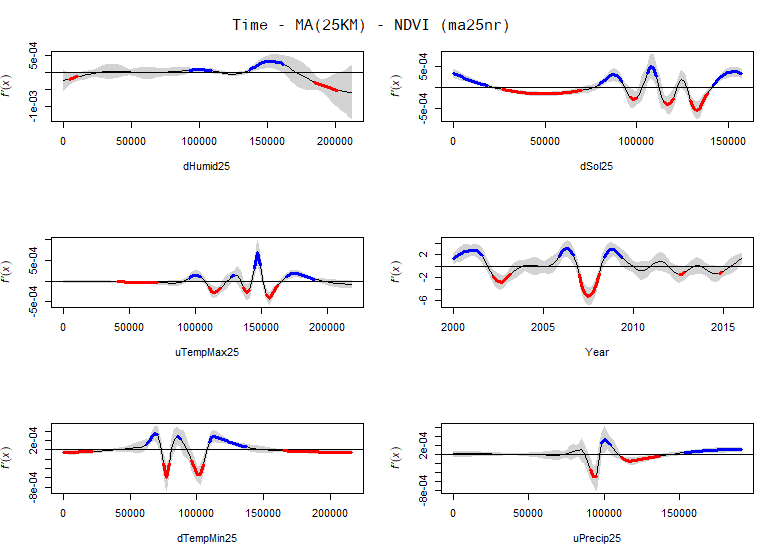 Time - MA(25KM) - NDVI (ma25nr)
f'(x)
-1e-03 5e-04
0 50000 100000 150000 200000
dHumid25
f'(x)
-5e-04 5e-04
0 50000 100000 150000
dSol25
f'(x)
-5e-04 5e-04
0 50000 100000 150000 200000
uTempMax25
f'(x)
-6 -2 2
2000 2005 2010 2015
Year
f'(x)
-8e-04 2e-04
0 50000 100000 150000 200000
dTempMin25
f'(x)
-8e-04 2e-04
0 50000 100000 150000
uPrecip25